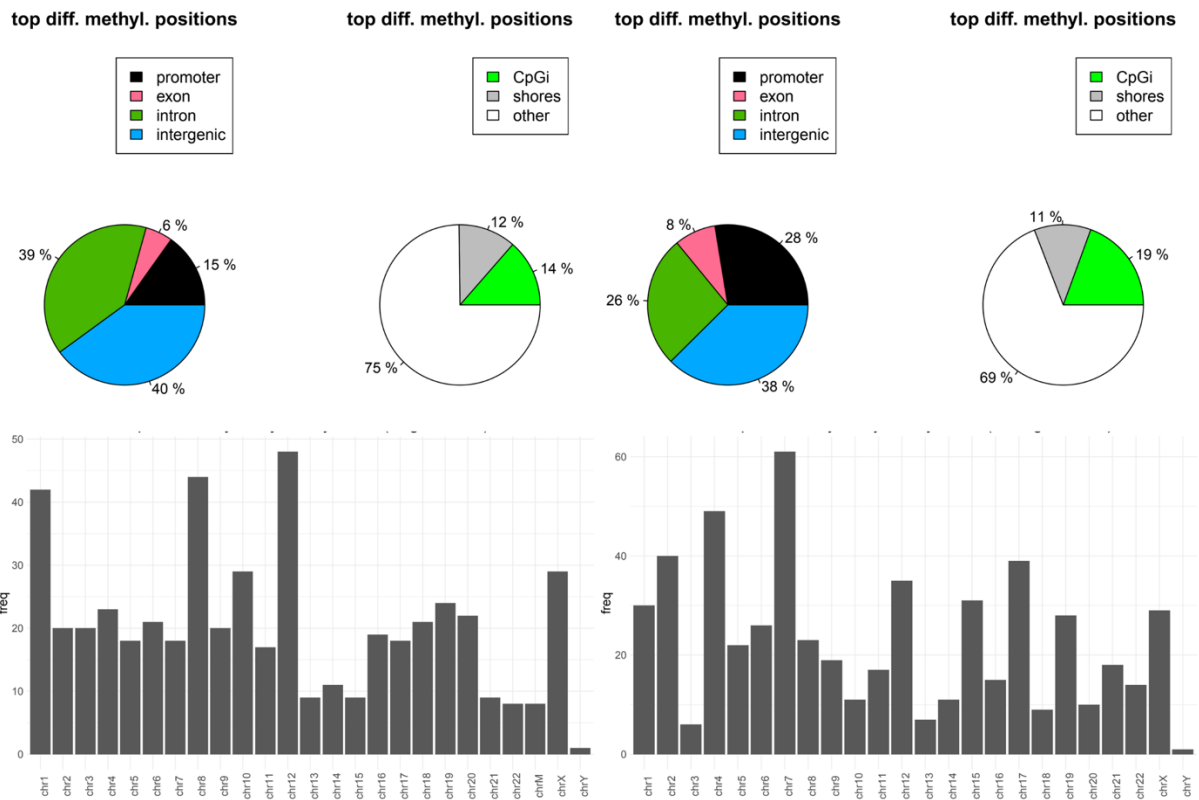 top diff. methyl. positions
top diff. methyl. positions
top diff. methyl. positions
top diff. methyl. positions
promoter
exon
intron
intergenic
CpGi
shores
other
promoter
exon
intron
intergenic
CpGi
shores
other
39 %
6 %
15 %
40 %
12 %
14 %
75 %
8 %
28 %
26 %
38 %
11 %
19 %
69 %
50
40
30
20
10
0
freq
chr1
chr2
chr3
chr4
chr5
chr6
chr7
chr8
chr9
chr10
chr11
chr12
chr13
chr14
chr15
chr16
chr17
chr18
chr19
chr20
chr21
chr22
chrM
chrX
chrY
60
40
20
0
freq
chr1
chr2
chr3
chr4
chr5
chr6
chr7
chr8
chr9
chr10
chr11
chr12
chr13
chr14
chr15
chr16
chr17
chr18
chr19
chr20
chr21
chr22
chrX
chrY